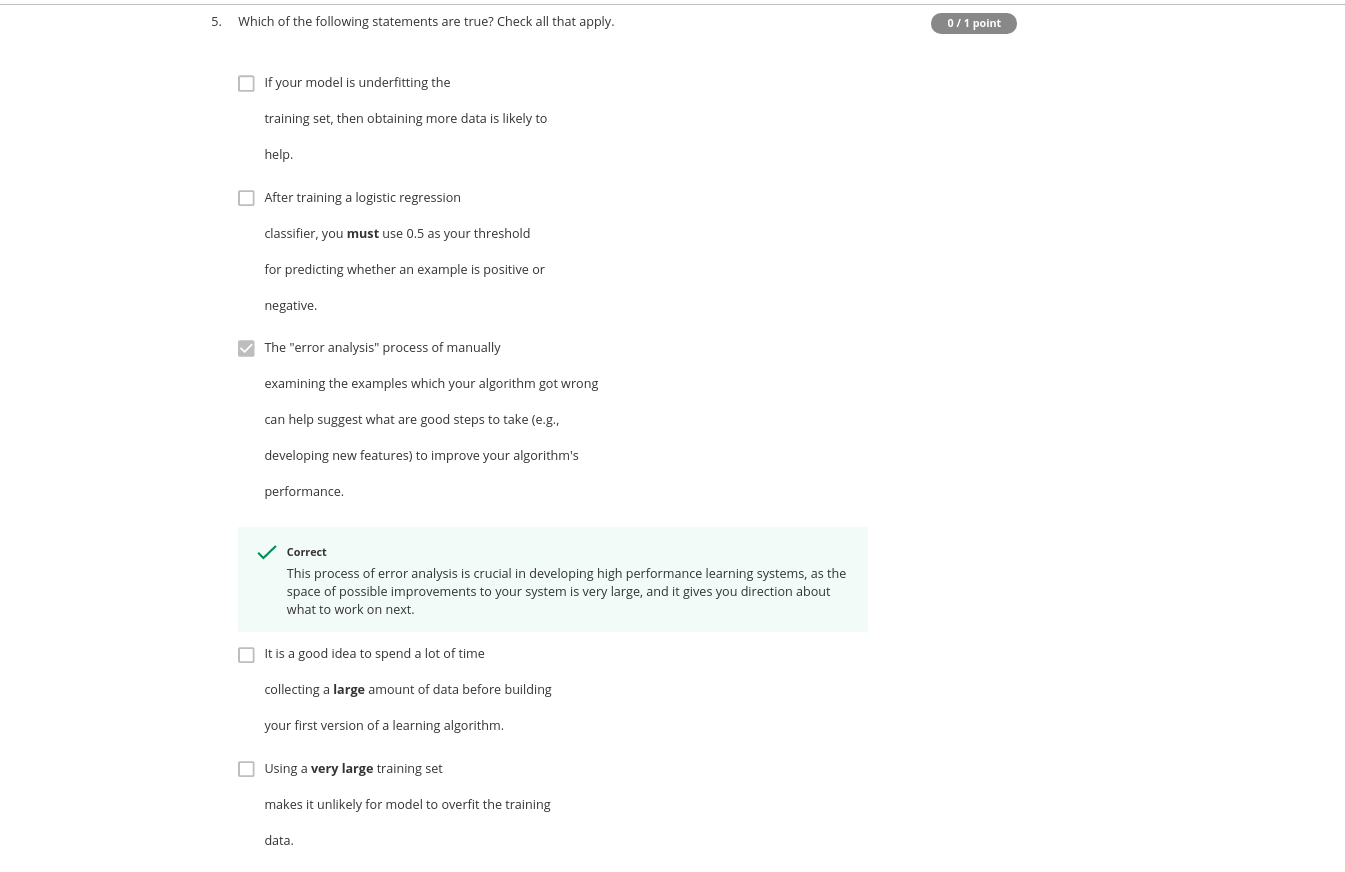 5. Which of the following statements are true? Check all that apply.
0 / 1 point
If your model is underfitting the
training set, then obtaining more data is likely to
help.
After training a logistic regression
classifier, you must use 0.5 as your threshold
for predicting whether an example is positive or
negative.
The "error analysis" process of manually
examining the examples which your algorithm got wrong
can help suggest what are good steps to take (e.g.,
developing new features) to improve your algorithm's
performance.
Correct
This process of error analysis is crucial in developing high performance learning systems, as the
space of possible improvements to your system is very large, and it gives you direction about
what to work on next.
It is a good idea to spend a lot of time
collecting a large amount of data before building
your first version of a learning algorithm.
Using a very large training set
makes it unlikely for model to overfit the training
data.